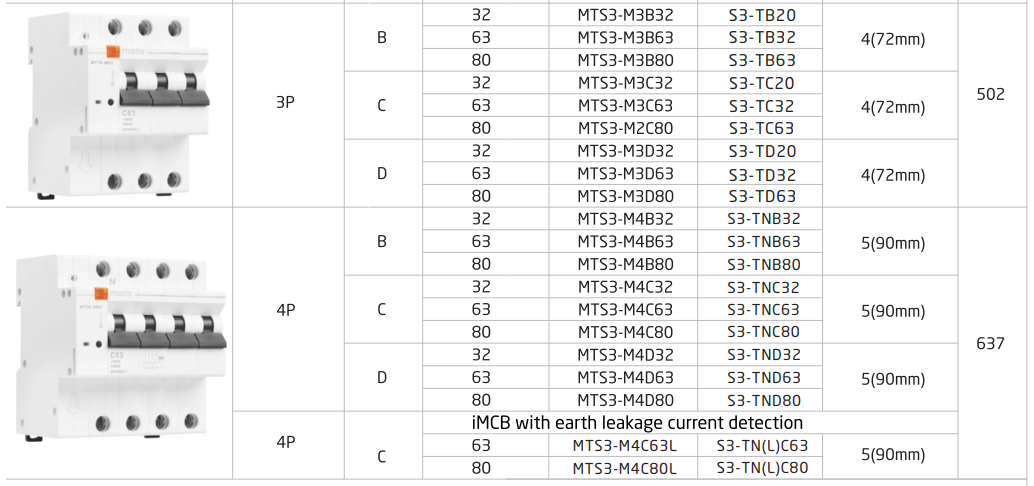 32 MTS3-M3B32 S3-TB20
B 63 MTS3-M3B63 S3-TB32 4(72mm)
80 MTS3-M3B80 S3-TB63
32 MTS3-M3C32 S3-TC20
3P C 63 MTS3-M3C63 S3-TC32 4(72mm) 502
80 MTS3-M2C80 S3-TC63
32 MTS3-M3D32 S3-TD20
D 63 MTS3-M3D63 S3-TD32 4(72mm)
80 MTS3-M3D80 S3-TD63
32 MTS3-M4B32 S3-TNB32
B 63 MTS3-M4B63 S3-TNB63 5(90mm)
80 MTS3-M4B80 S3-TNB80
32 MTS3-M4C32 S3-TNC32
4P C 63 MTS3-M4C63 S3-TNC63 5(90mm)
80 MTS3-M4C80 S3-TNC80
637
32 MTS3-M4D32 S3-TND32
D 63 MTS3-M4D63 S3-TND63 5(90mm)
80 MTS3-M4D80 S3-TND80
iMCB with earth leakage current detection
4P C 63 MTS3-M4C63L S3-TN(L)C63 5(90mm)
80 MTS3-M4C80L S3-TN(L)C80
C63
N
C63